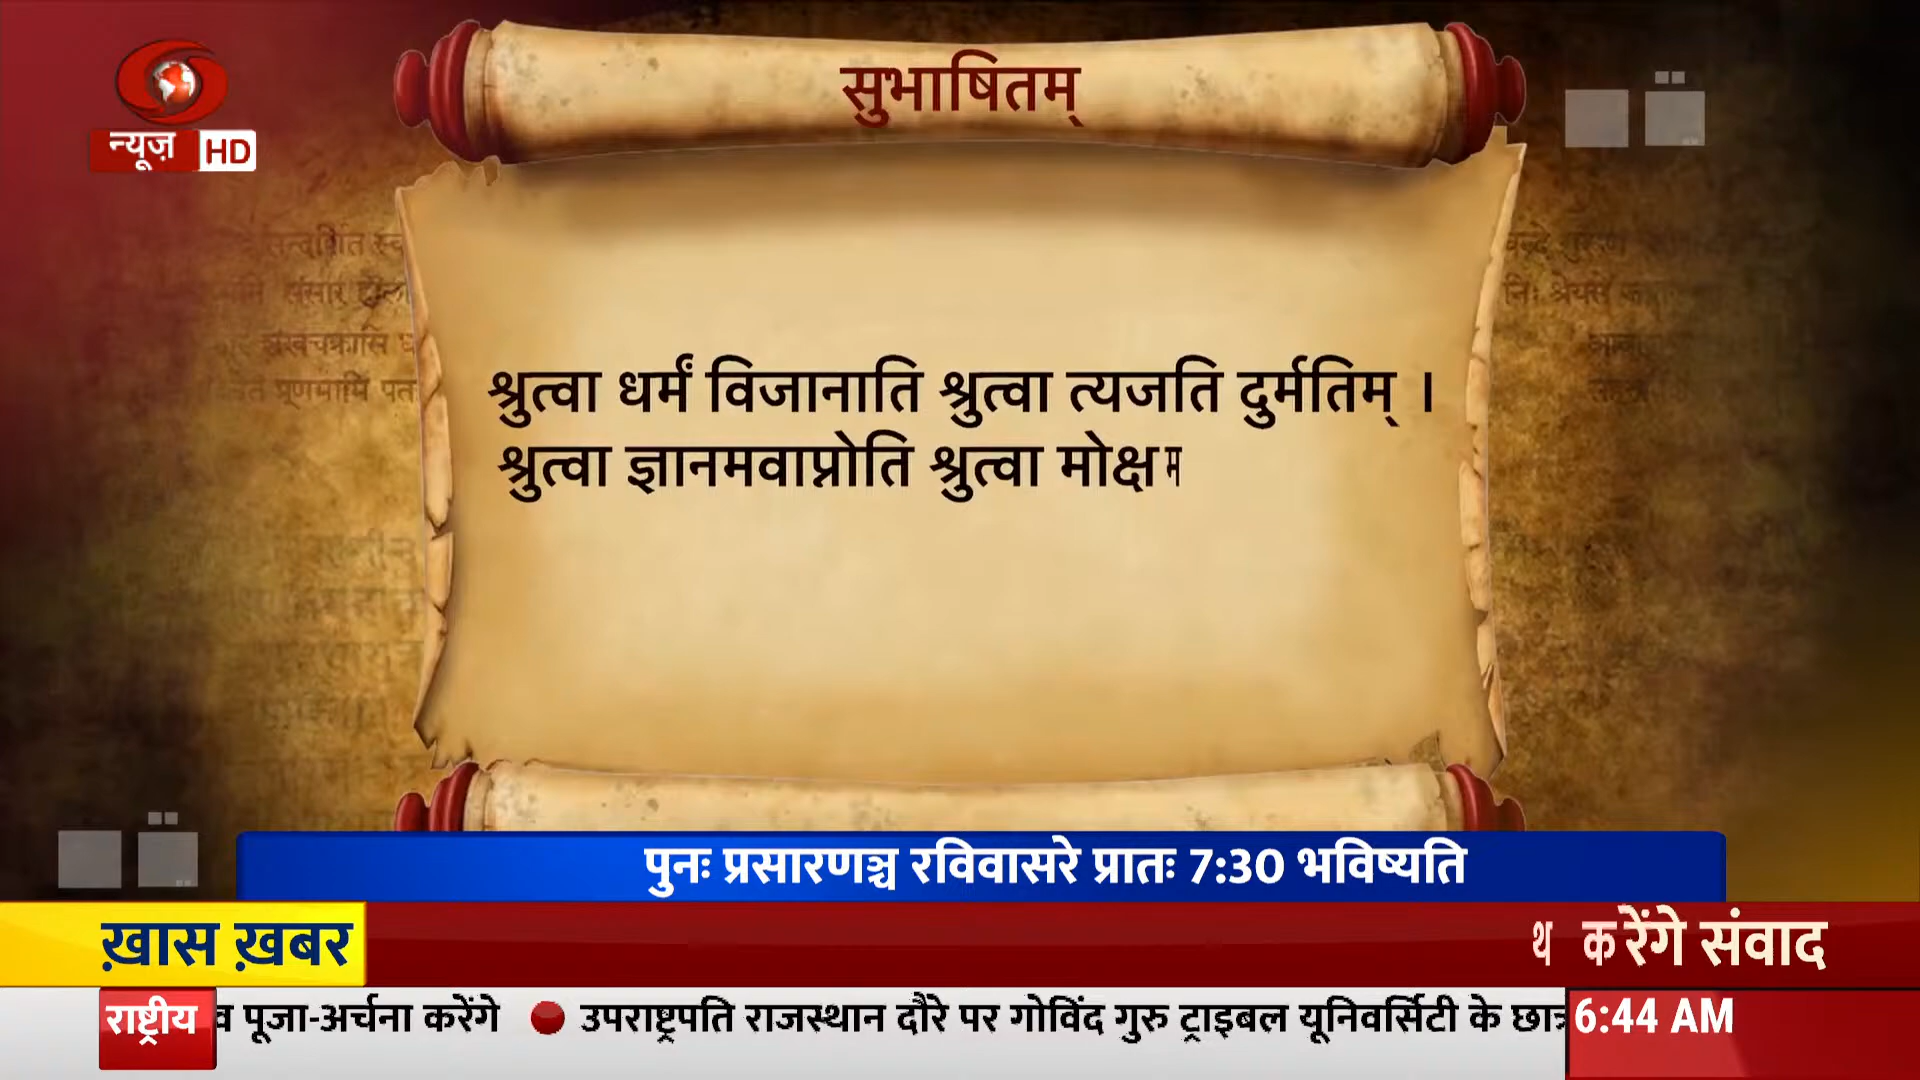 सुभाषितम्
न्यूज़ HD
श्रुत्वा धर्मं विजानाति श्रुत्वा त्यजति दुर्मतिम् ।
श्रुत्वा ज्ञानमवाप्नोति श्रुत्वा मोक्षम
पुनः प्रसारणञ्च रविवासरे प्रातः 7:30 भविष्यति
ख़ास ख़बर
थ करेंगे संवाद
राष्ट्रीय
व पूजा-अर्चना करेंगे
उपराष्ट्रपति राजस्थान दौरे पर गोविंद गुरु ट्राइबल यूनिवर्सिटी के छात्र
6:44 AM